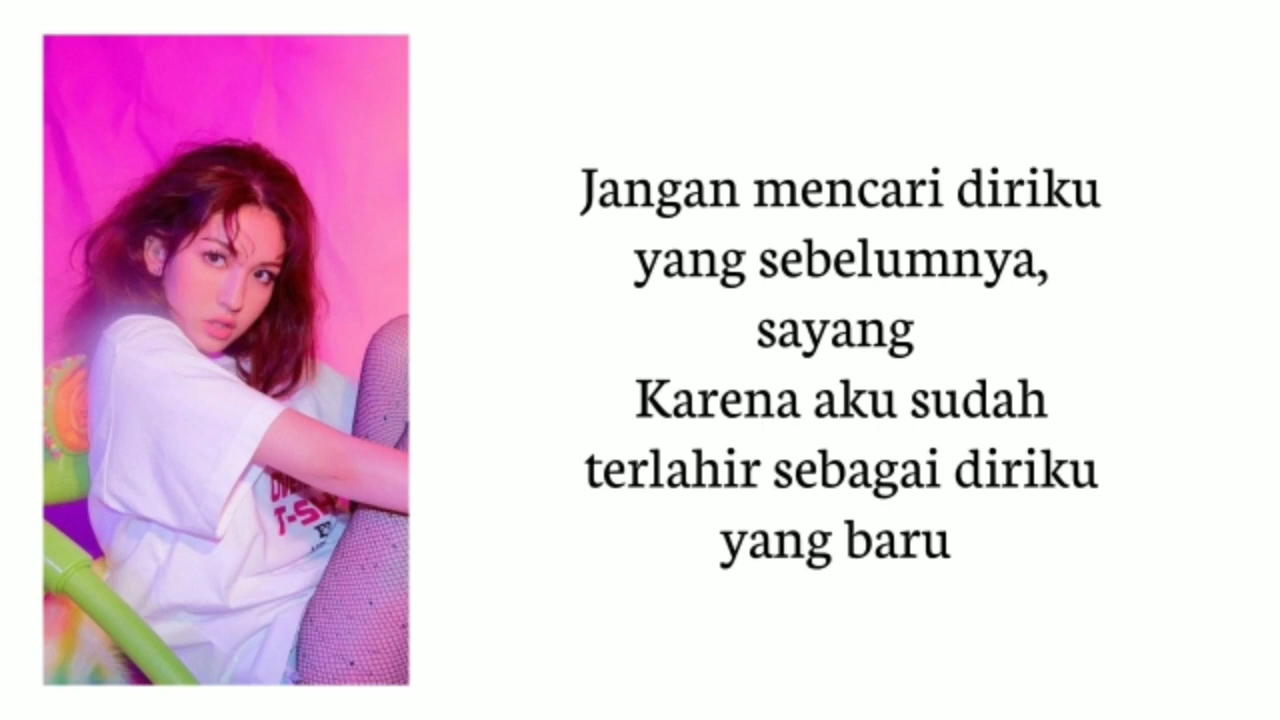 Jangan mencari diriku
yang sebelumnya,
sayang
Karena aku sudah
terlahir sebagai diriku
yang baru